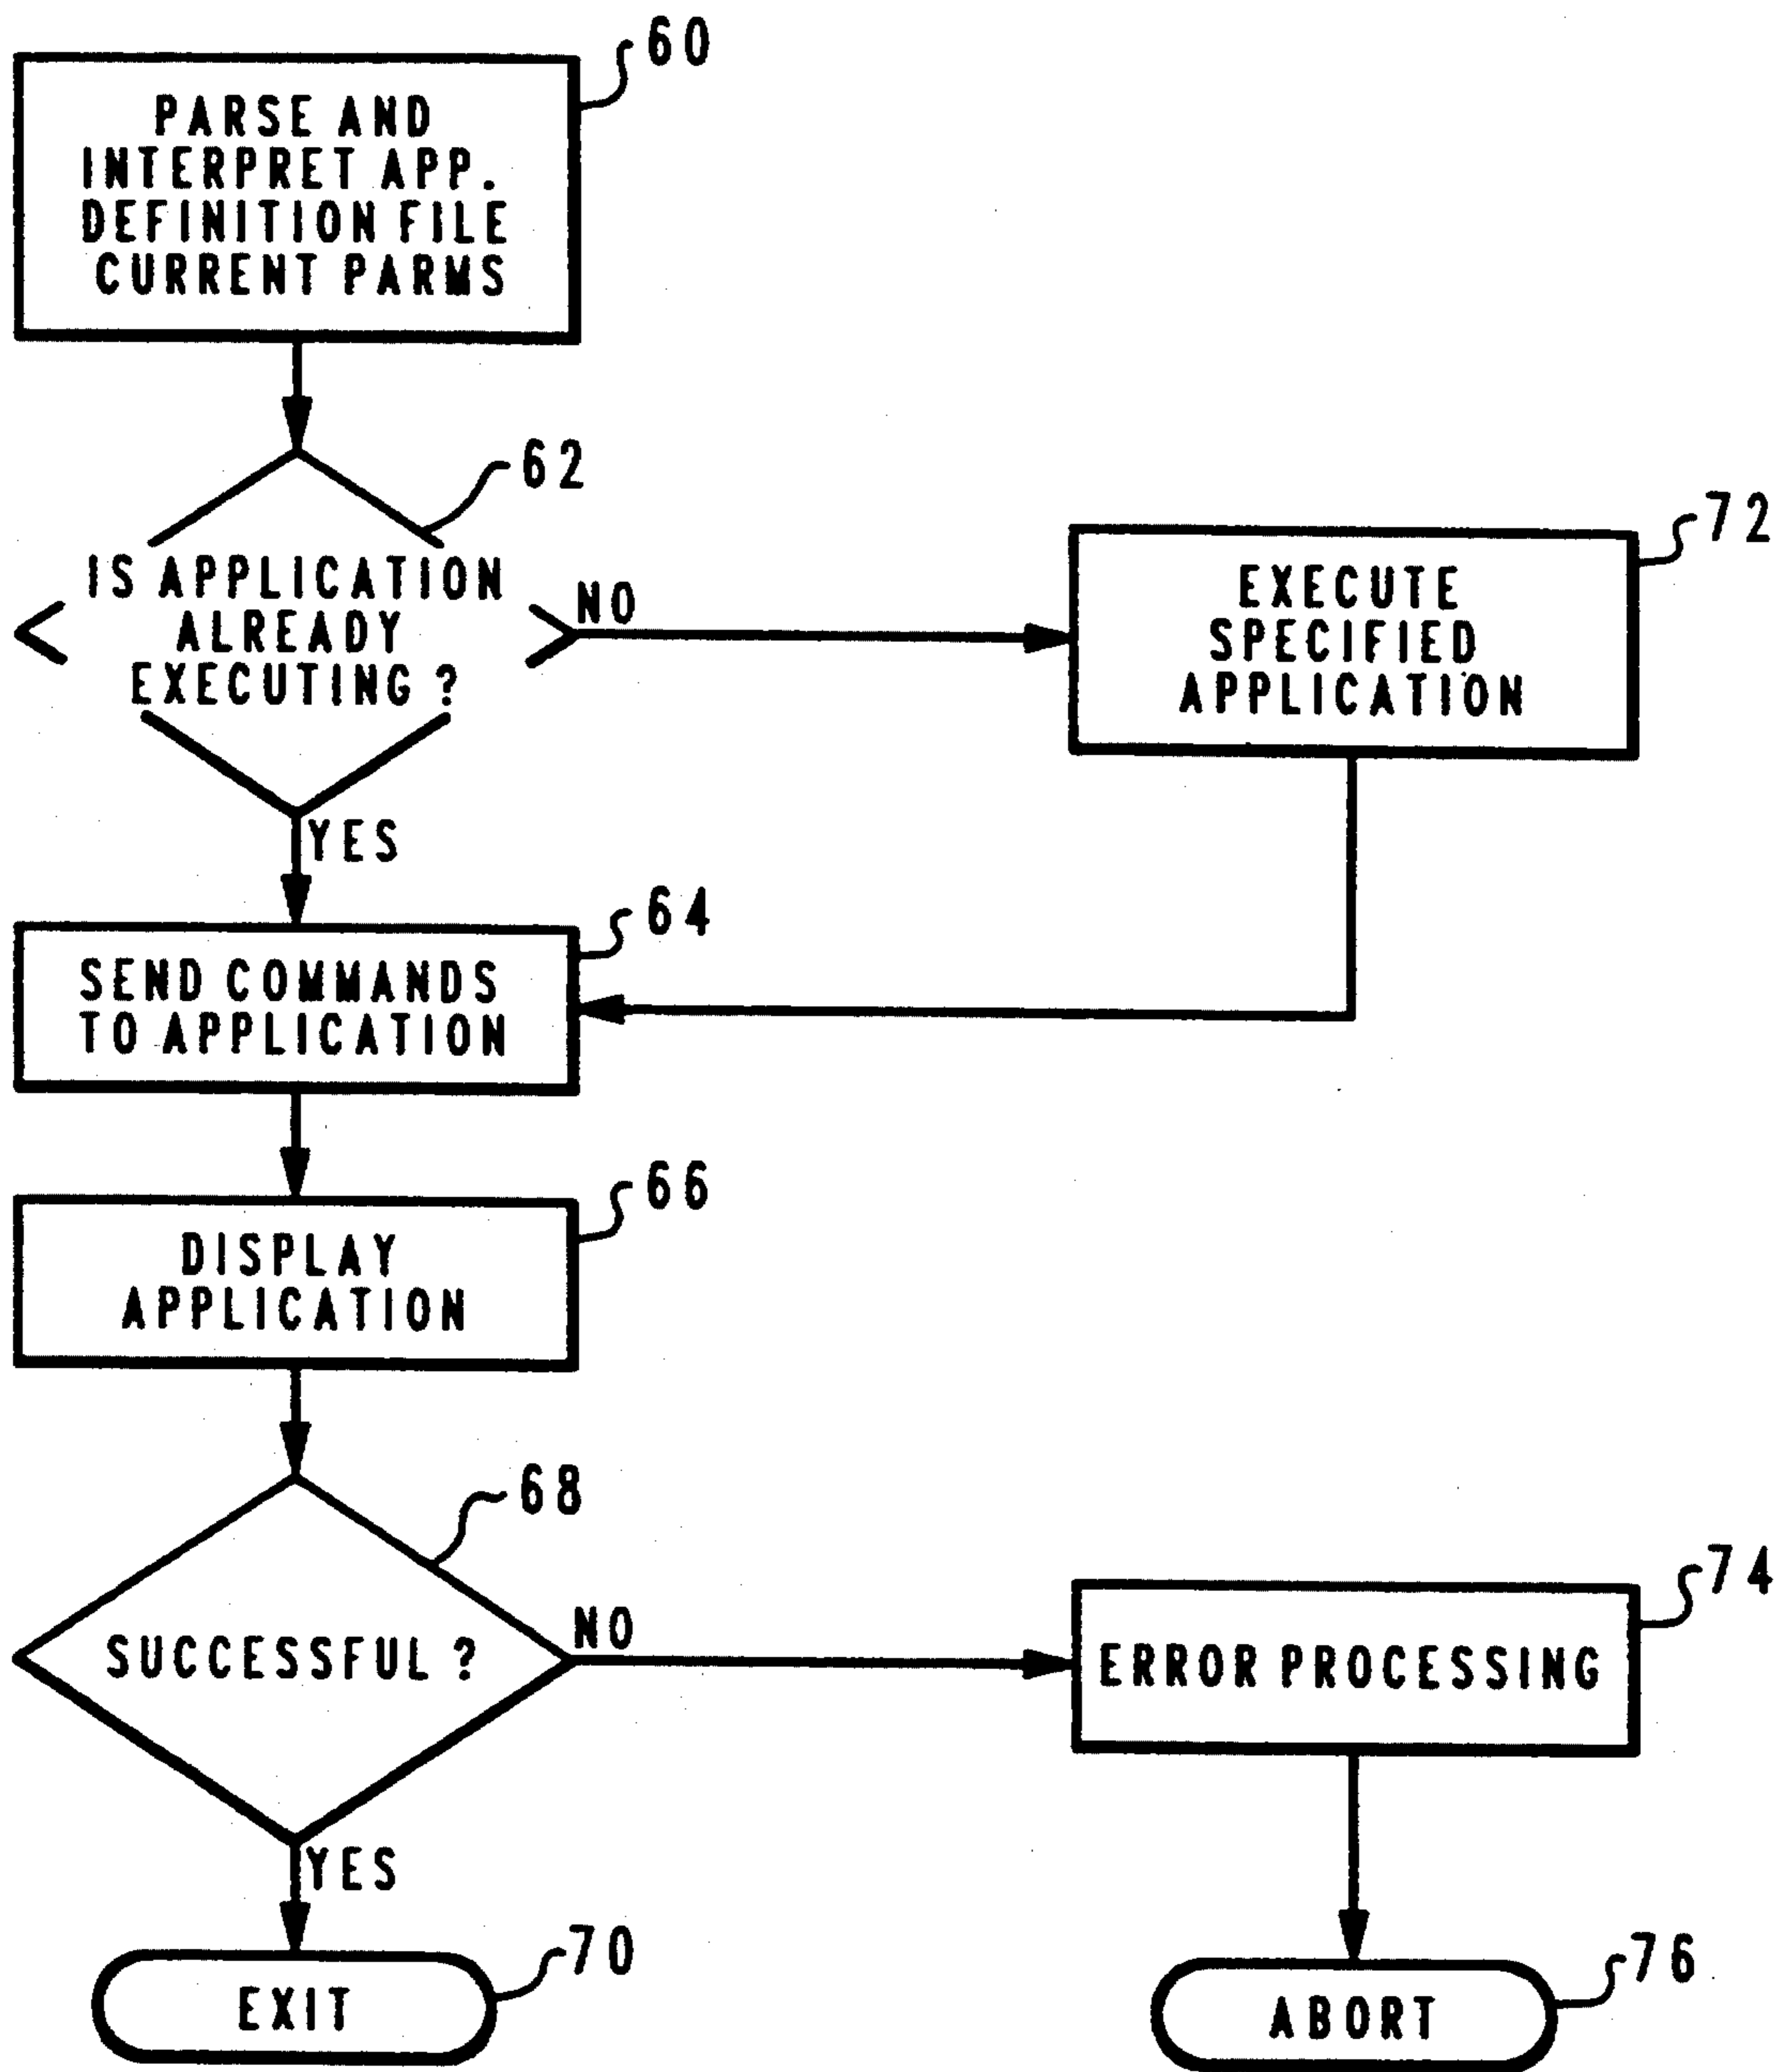 60
PARSE AND
INTERPRET APP.
DEFINITION FILE
CURRENT PARMS
62
IS APPLICATION
ALREADY
EXECUTING ?
NO
72
EXECUTE
SPECIFIED
APPLICATION
YES
64
SEND COMMANDS
TO APPLICATION
66
DISPLAY
APPLICATION
68
SUCCESSFUL ?
NO
74
ERROR PROCESSING
YES
70
EXIT
76
ABORT